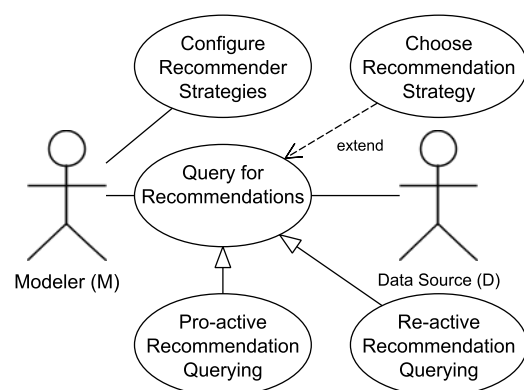 Configure
Recommender
Strategies
Choose
Recommendation
Strategy
extend
Query for
Recommendations
Modeler (M)
Data Source (D)
Pro-active
Recommendation
Querying
Re-active
Recommendation
Querying